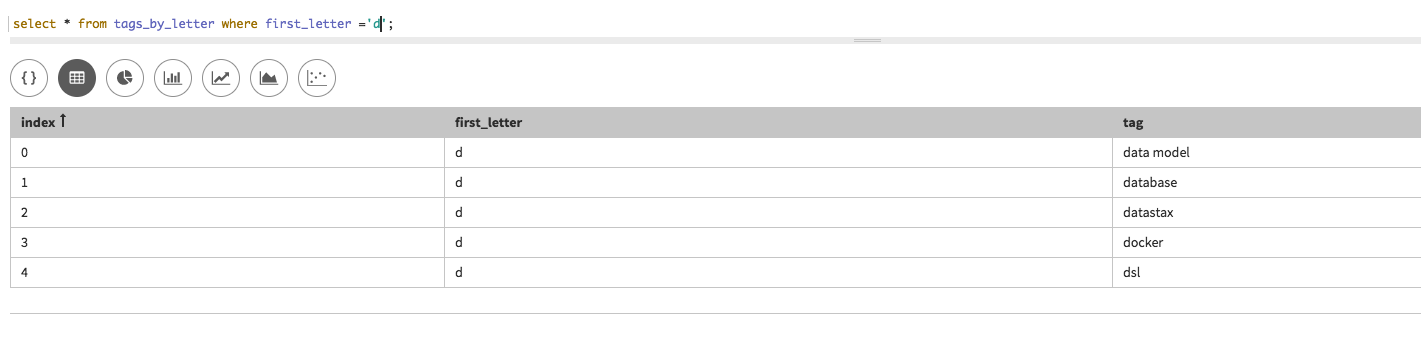 select * from tags_by_letter where first_letter ='d';
{ }
index ↑ first_letter tag
0 d data model
1 d database
2 d datastax
3 d docker
4 d dsl